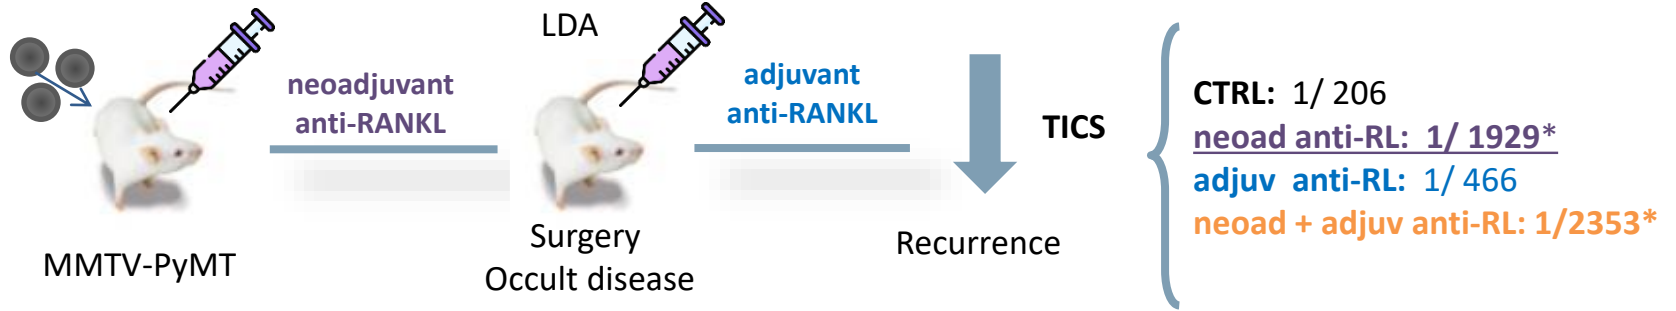 MMTV-PyMT
neoadjuvant
anti-RANKL
LDA
Surgery
Occult disease
adjuvant
anti-RANKL
Recurrence
TICS
CTRL: 1/ 206
neoad anti-RL: 1/ 1929*
adjuv anti-RL: 1/ 466
neoad + adjuv anti-RL: 1/2353*